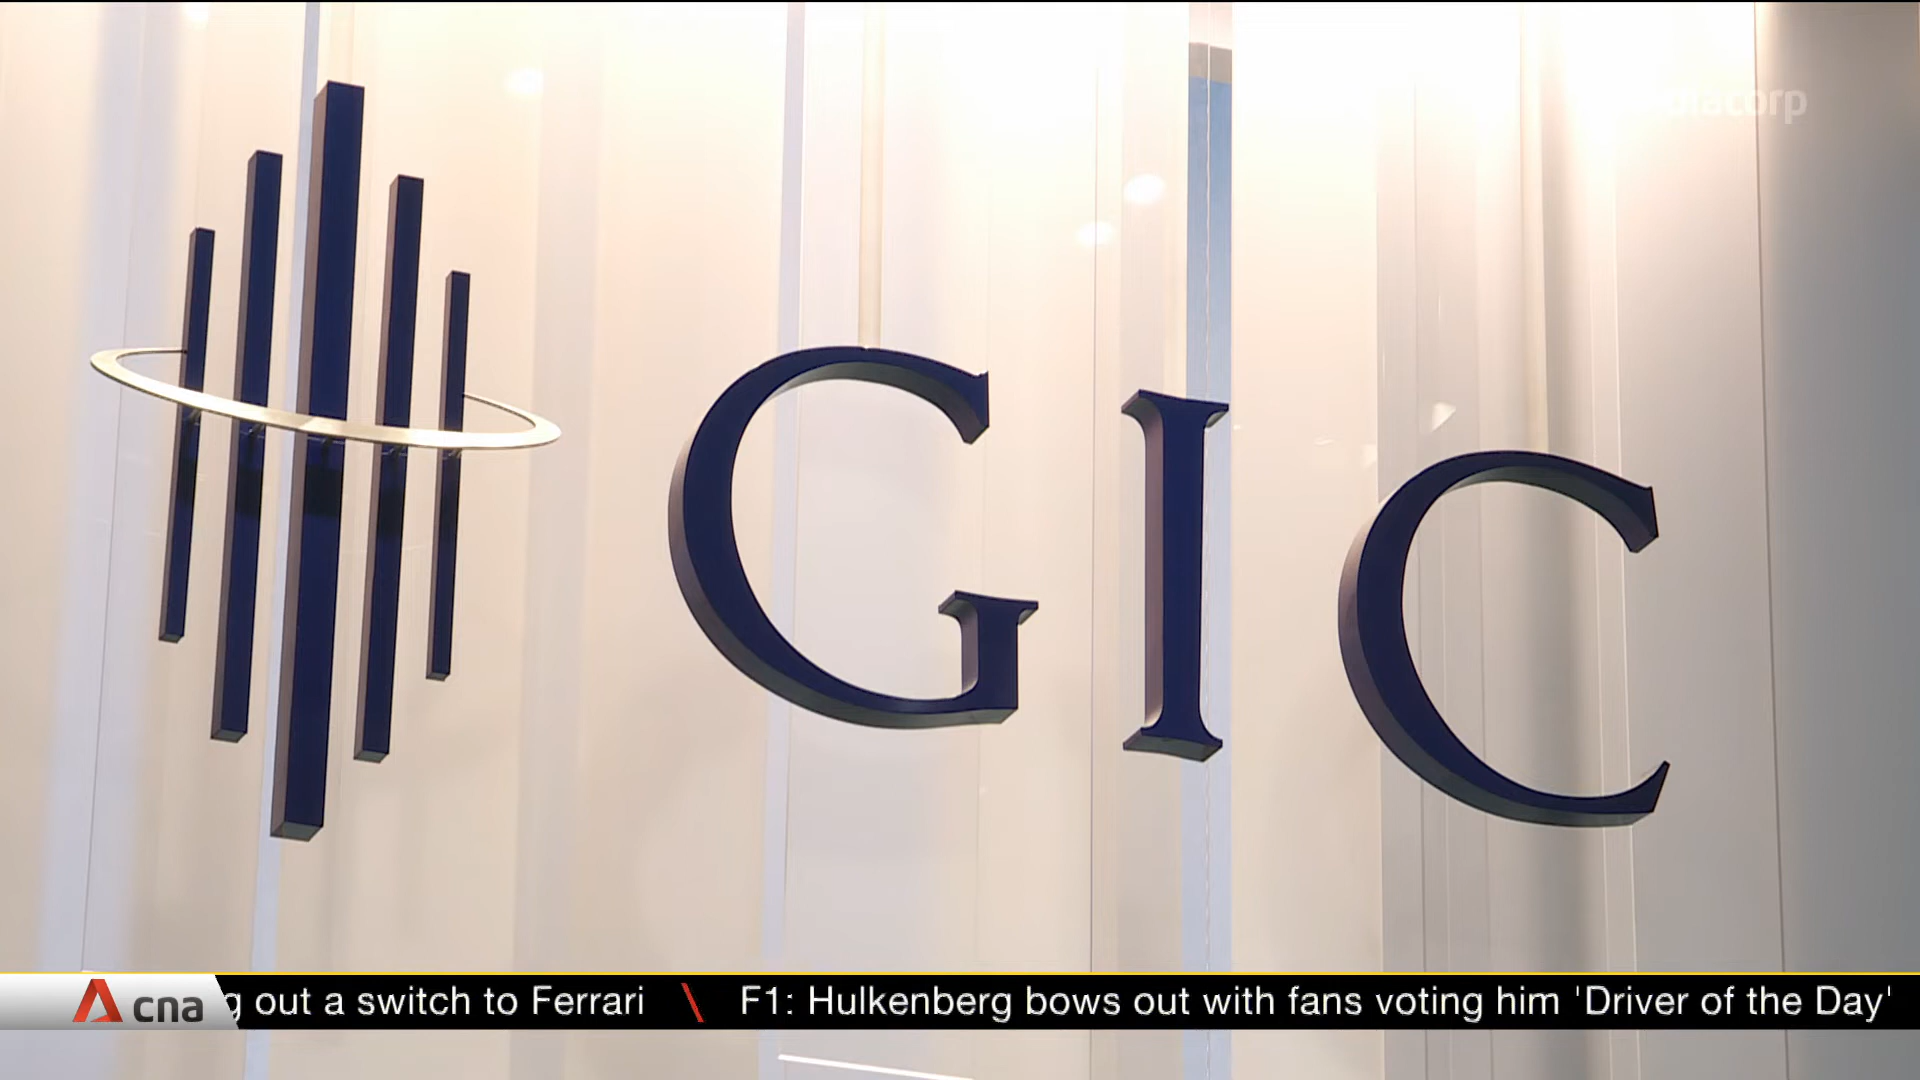 GIC
cna
g out a switch to Ferrari \ F1: Hulkenberg bows out with fans voting him 'Driver of the Day'